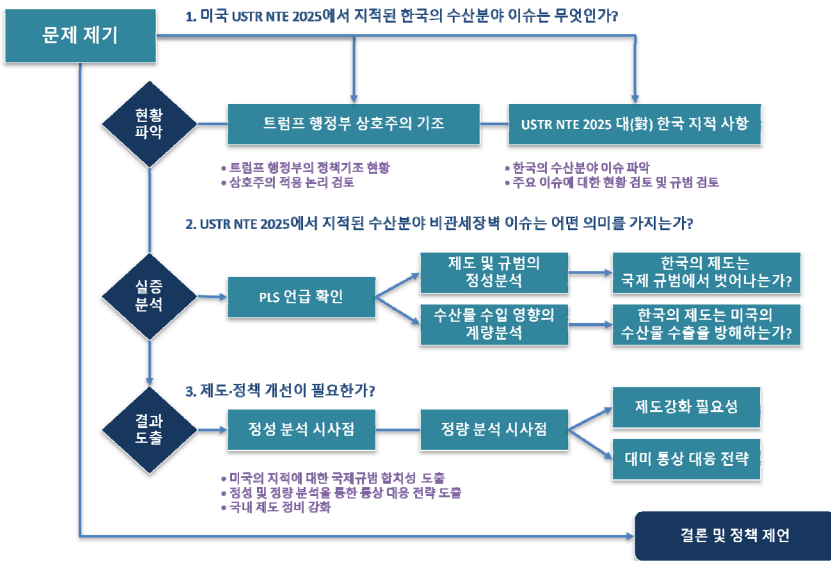 문제 제기
1. 미국 USTR NTE 2025에서 지적된 한국의 수산분야 이슈는 무엇인가?
현황
파악
트럼프 행정부 상호주의 기조
USTR NTE 2025 대(對) 한국 지적 사항
• 트럼프 행정부의 정책기조 현황
• 상호주의 적용 논리 검토
• 한국의 수산분야 이슈 파악
• 주요 이슈에 대한 현황 검토 및 규범 검토
2. USTR NTE 2025에서 지적된 수산분야 비관세장벽 이슈는 어떤 의미를 가지는가?
실증
분석
PLS 언급 확인
제도 및 규범의
정성분석
한국의 제도는
국제 규범에서 벗어나는가?
수산물 수입 영향의
계량분석
한국의 제도는 미국의
수산물 수출을 방해하는가?
3. 제도·정책 개선이 필요한가?
결과
도출
정성 분석 시사점
정량 분석 시사점
제도강화 필요성
대미 통상 대응 전략
• 미국의 지적에 대한 국제규범 합치성 도출
• 정성 및 정량 분석을 통한 통상 대응 전략 도출
• 국내 제도 정비 강화
결론 및 정책 제언